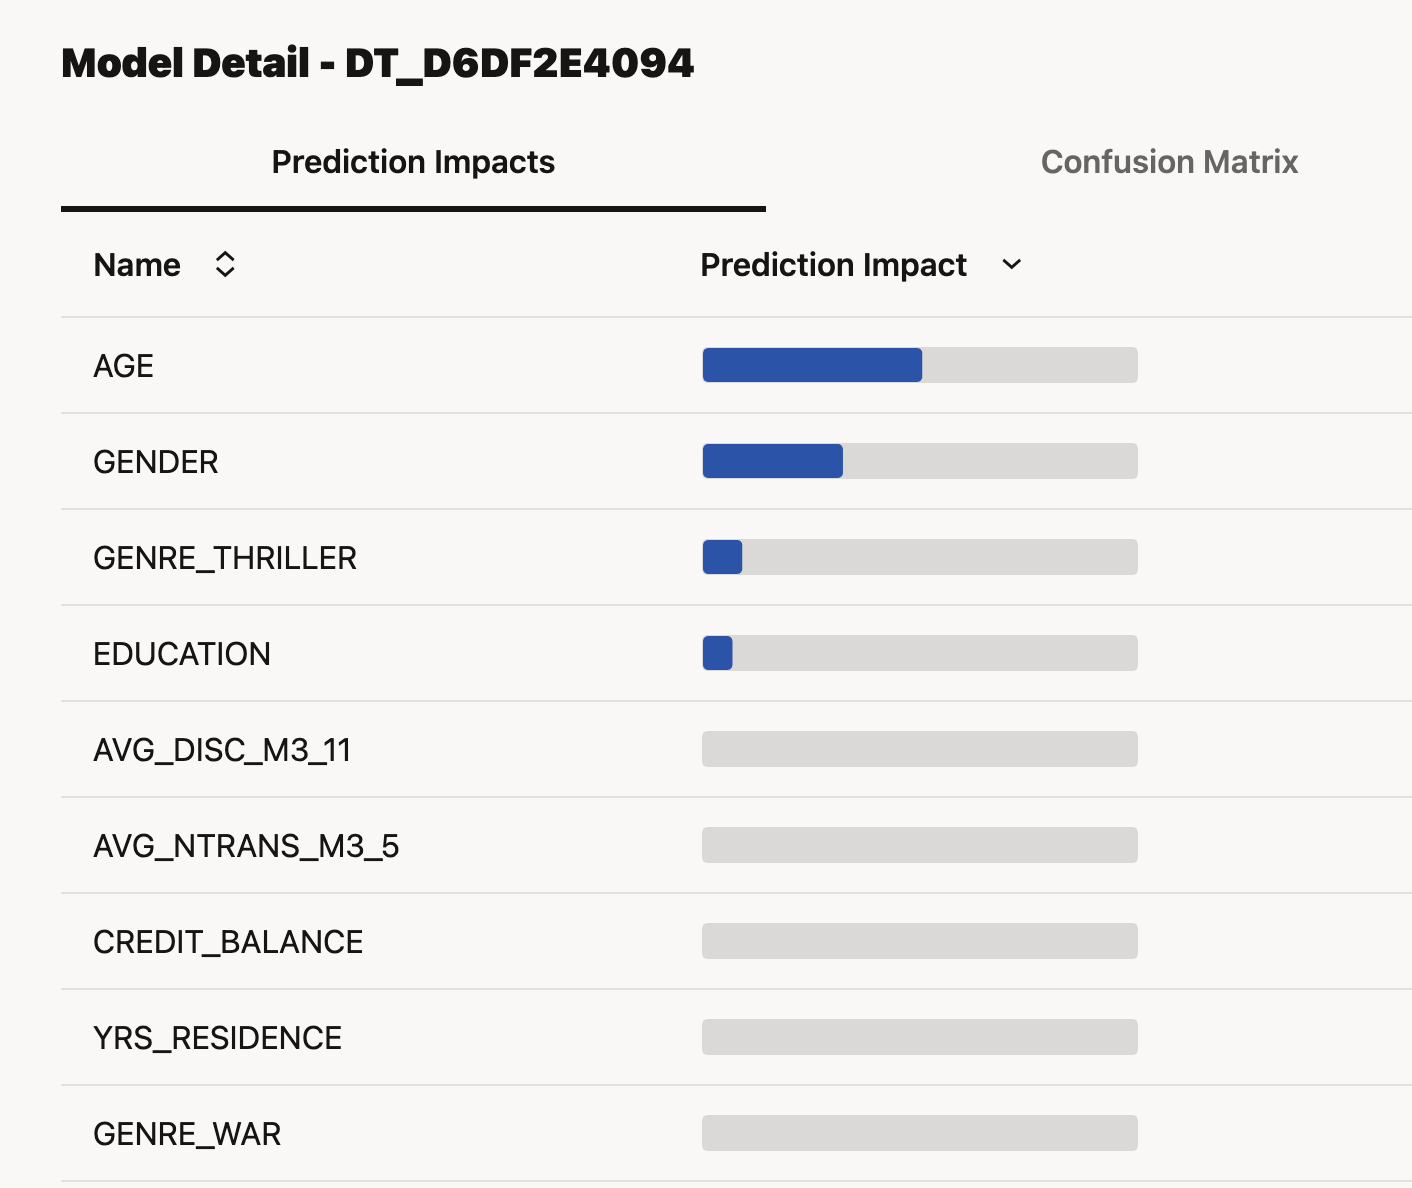 Model Detail - DT_D6DF2E4094
Prediction Impacts
Confusion Matrix
Name
Prediction Impact
AGE
GENDER
GENRE_THRILLER
EDUCATION
AVG_DISC_M3_11
AVG_NTRANS_M3_5
CREDIT_BALANCE
YRS_RESIDENCE
GENRE_WAR